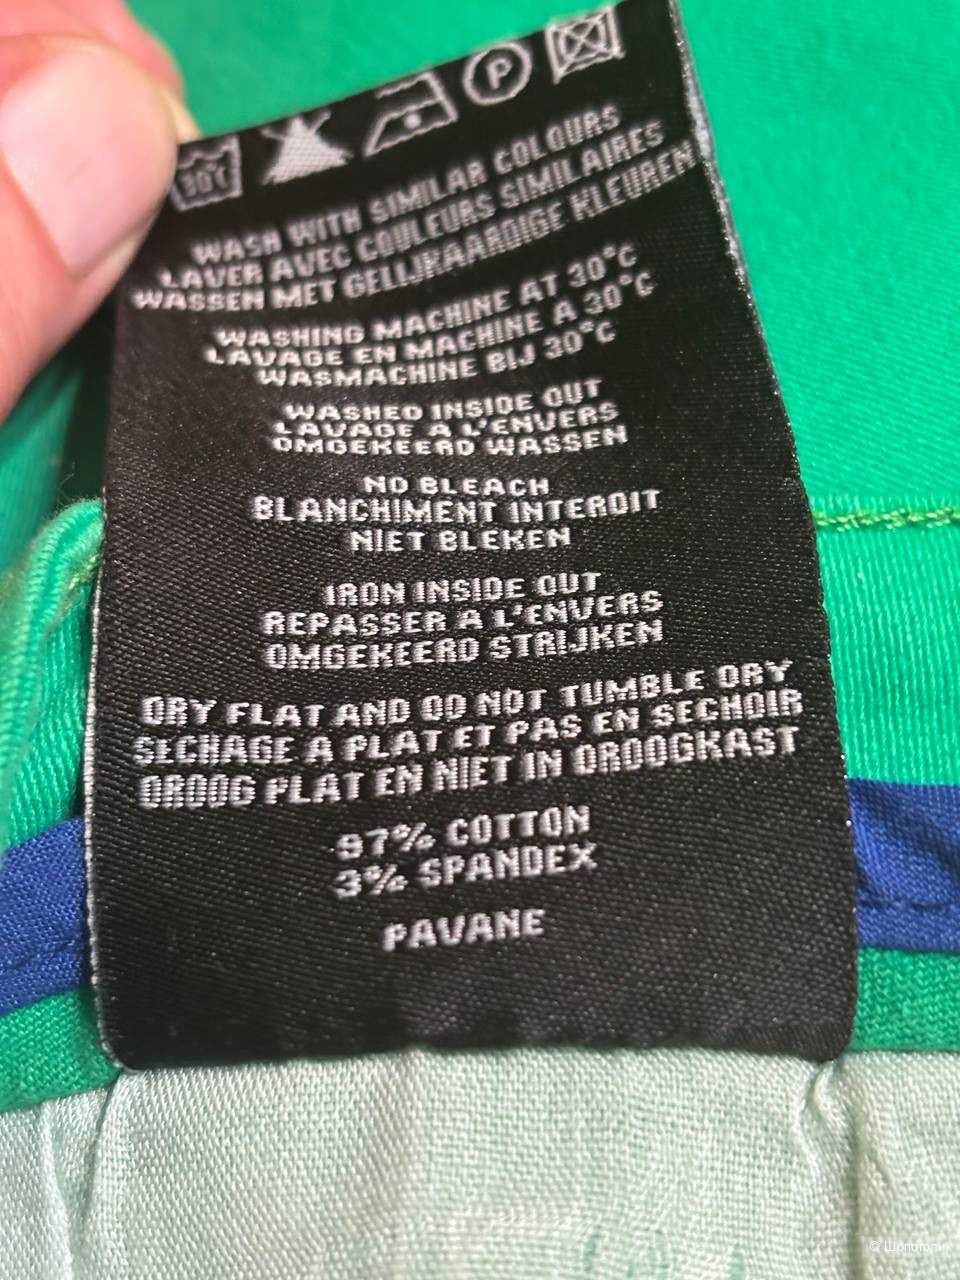 30°C
P
WASH WITH SIMILAR COLOURS
LAVER AVEC COULEURS SIMILAIRES
WASSEN MET GELIJKAARDIGE KLEUREN
WASHING MACHINE AT 30°C
LAVAGE EN MACHINE A 30°C
WASMACHINE BIJ 30°C
WASHED INSIDE OUT
LAVAGE A L'ENVERS
OMGEKEERD WASSEN
NO BLEACH
BLANCHIMENT INTERDIT
NIET BLEKEN
IRON INSIDE OUT
REPASSER A L'ENVERS
OMGEKEERD STRIJKEN
DRY FLAT AND DO NOT TUMBLE DRY
SECHAGE A PLAT ET PAS EN SECHOIR
DROOG PLAT EN NIET IN DROOGKAST
97% COTTON
3% SPANDEX
PAVANE
© Шопоголик